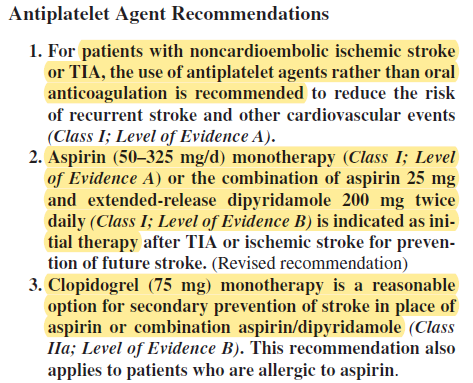 Antiplatelet Agent Recommendations
1. For patients with noncardioembolic ischemic stroke
or TIA, the use of antiplatelet agents rather than oral
anticoagulation is recommended to reduce the risk
of recurrent stroke and other cardiovascular events
(Class I; Level of Evidence A).
2. Aspirin (50–325 mg/d) monotherapy (Class I; Level
of Evidence A) or the combination of aspirin 25 mg
and extended-release dipyridamole 200 mg twice
daily (Class I; Level of Evidence B) is indicated as ini-
tial therapy after TIA or ischemic stroke for preven-
tion of future stroke. (Revised recommendation)
3. Clopidogrel (75 mg) monotherapy is a reasonable
option for secondary prevention of stroke in place of
aspirin or combination aspirin/dipyridamole (Class
IIa; Level of Evidence B). This recommendation also
applies to patients who are allergic to aspirin.